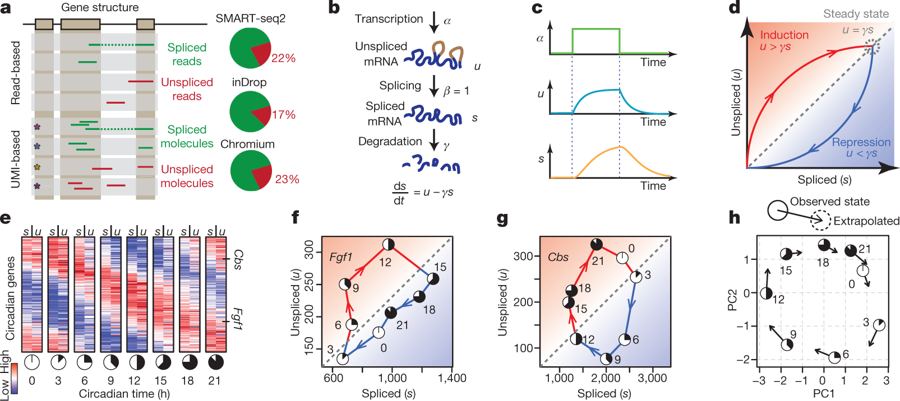 a
Gene structure
Read-based
UMI-based
Spliced
reads
Unspliced
reads
Spliced
molecules
Unspliced
molecules
SMART-seq2
22%
inDrop
17%
Chromium
23%
b
Transcription α
Unspliced
mRNA
u
Splicing β = 1
Spliced
mRNA
s
Degradation γ
ds/dt = u − γs
c
α
Time
u
Time
s
Time
d
Steady state
u = γs
Induction
u > γs
Repression
u < γs
Unspliced (u)
Spliced (s)
e
s u s u s u s u s u s u s u s u
Circadian genes
Cbs
Fgf1
Low High
0 3 6 9 12 15 18 21
Circadian time (h)
f
Fgf1
Unspliced (u)
300
250
200
150
12
15
9
18
6
21
3
0
600 1,000 1,400
Spliced (s)
g
Cbs
Unspliced (u)
300
200
100
21
0
3
18
15
12
6
9
1,000 2,000 3,000
Spliced (s)
h
Observed state
Extrapolated
PC2
1
0
−1
−2
15
18
21
0
12
3
9
6
−3 −2 −1 0 1 2 3
PC1